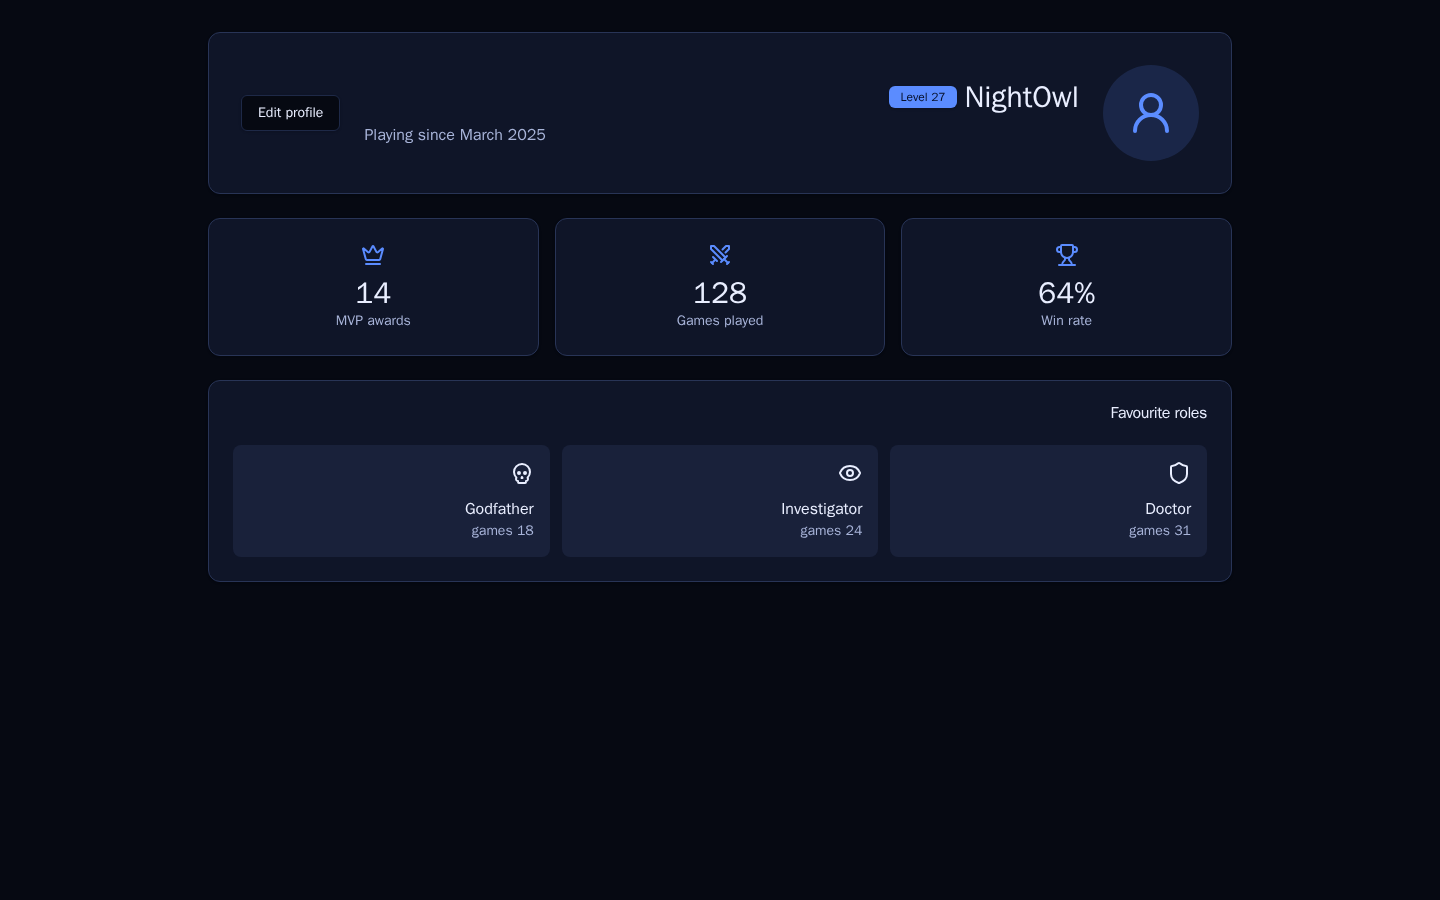 NightOwl
Level 27
Playing since March 2025
Edit profile
64%
Win rate
128
Games played
14
MVP awards
Favourite roles
Doctor
games 31
Investigator
games 24
Godfather
games 18